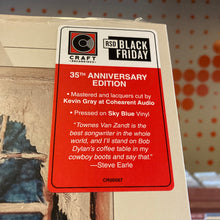 CRAFT
RECORDINGS
RSD BLACK
FRIDAY
35TH ANNIVERSARY
EDITION
• Mastered and lacquers cut by
Kevin Gray at Cohearent Audio
• Pressed on Sky Blue Vinyl
"Townes Van Zandt is the
best songwriter in the whole
world, and I'll stand on Bob
Dylan's coffee table in my
cowboy boots and say that."
—Steve Earle